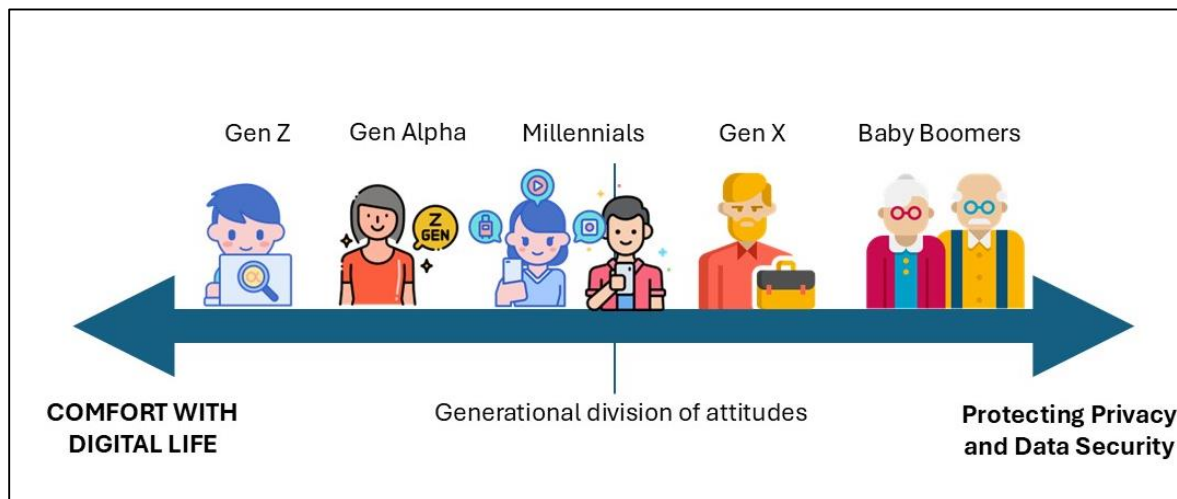 Gen Z
Gen Alpha
Millennials
Gen X
Baby Boomers
Z
GEN
α
COMFORT WITH
DIGITAL LIFE
Generational division of attitudes
Protecting Privacy
and Data Security